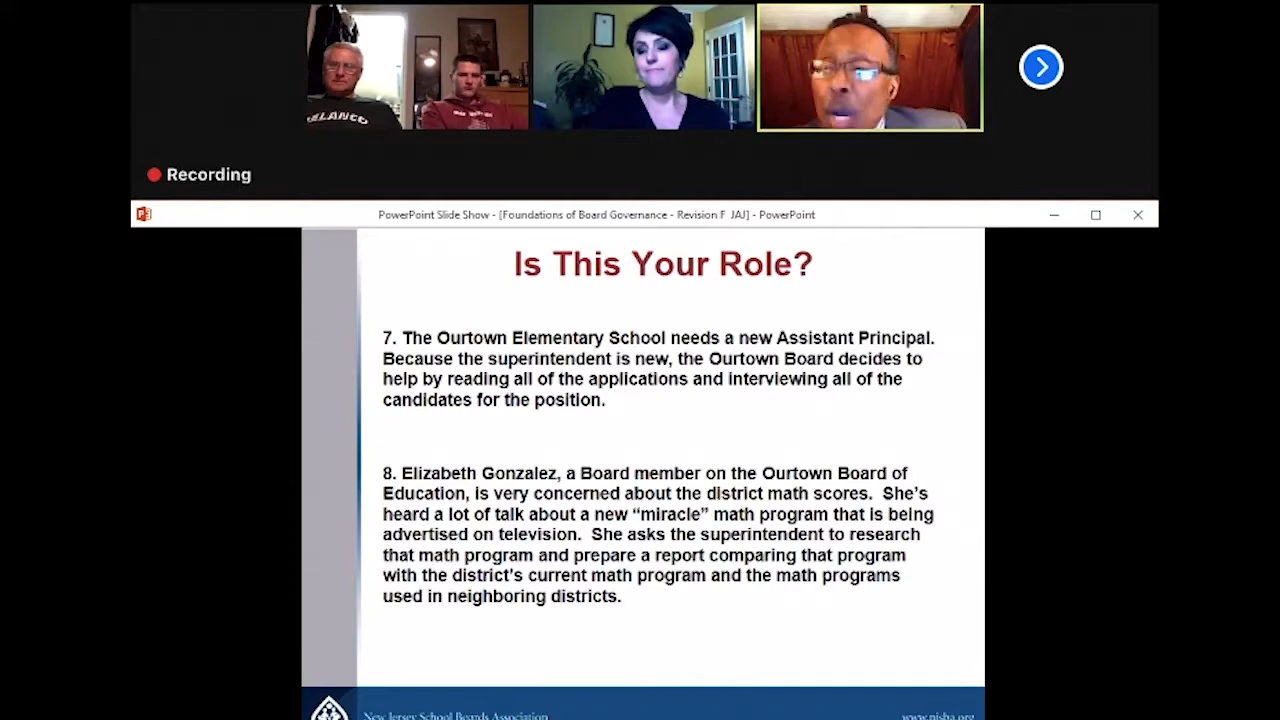 DELANCO
Recording
PowerPoint Slide Show - [Foundations of Board Governance - Revision F JAJ] - PowerPoint
Is This Your Role?
7. The Ourtown Elementary School needs a new Assistant Principal.
Because the superintendent is new, the Ourtown Board decides to
help by reading all of the applications and interviewing all of the
candidates for the position.
8. Elizabeth Gonzalez, a Board member on the Ourtown Board of
Education, is very concerned about the district math scores. She’s
heard a lot of talk about a new “miracle” math program that is being
advertised on television. She asks the superintendent to research
that math program and prepare a report comparing that program
with the district’s current math program and the math programs
used in neighboring districts.
New Jersey School Boards Association
www.njsba.org